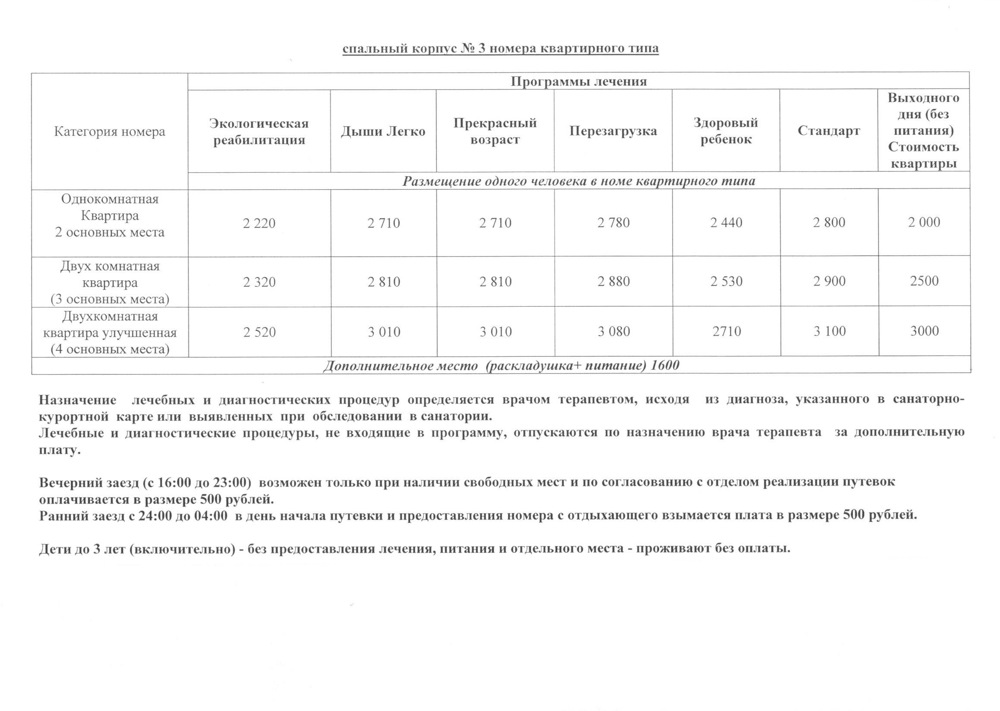 спальный корпус № 3 номера квартирного типа
Категория номера
Программы лечения
Экологическая
реабилитация
Дыши Легко
Прекрасный
возраст
Перезагрузка
Здоровый
ребенок
Стандарт
Выходного
дня (без
питания)
Стоимость
квартиры
Размещение одного человека в номе квартирного типа
Однокомнатная
Квартира
2 основных места
2 220 2 710 2 710 2 780 2 440 2 800 2 000
Двух комнатная
квартира
(3 основных места)
2 320 2 810 2 810 2 880 2 530 2 900 2500
Двухкомнатная
квартира улучшенная
(4 основных места)
2 520 3 010 3 010 3 080 2710 3 100 3000
Дополнительное место (раскладушка+ питание) 1600
Назначение лечебных и диагностических процедур определяется врачом терапевтом, исходя из диагноза, указанного в санаторно-
курортной карте или выявленных при обследовании в санатории.
Лечебные и диагностические процедуры, не входящие в программу, отпускаются по назначению врача терапевта за дополнительную
плату.
Вечерний заезд (с 16:00 до 23:00) возможен только при наличии свободных мест и по согласованию с отделом реализации путевок
оплачивается в размере 500 рублей.
Ранний заезд с 24:00 до 04:00 в день начала путевки и предоставления номера с отдыхающего взымается плата в размере 500 рублей.
Дети до 3 лет (включительно) - без предоставления лечения, питания и отдельного места - проживают без оплаты.